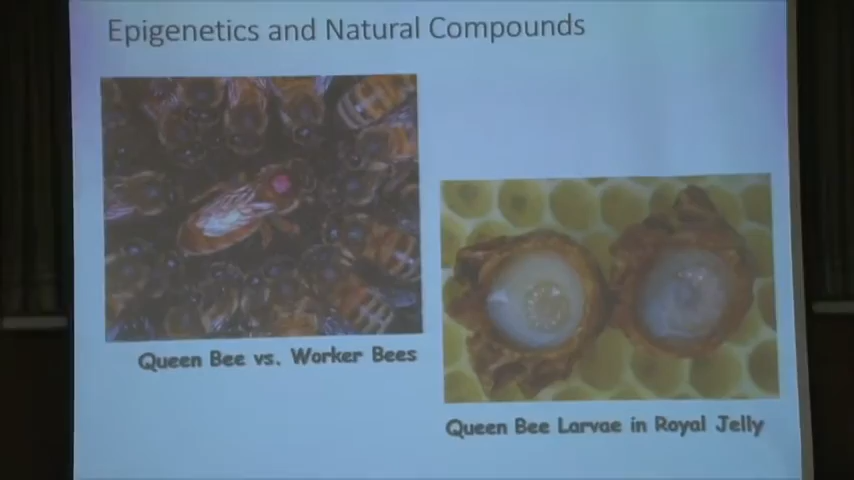 Epigenetics and Natural Compounds
Queen Bee vs. Worker Bees
Queen Bee Larvae in Royal Jelly